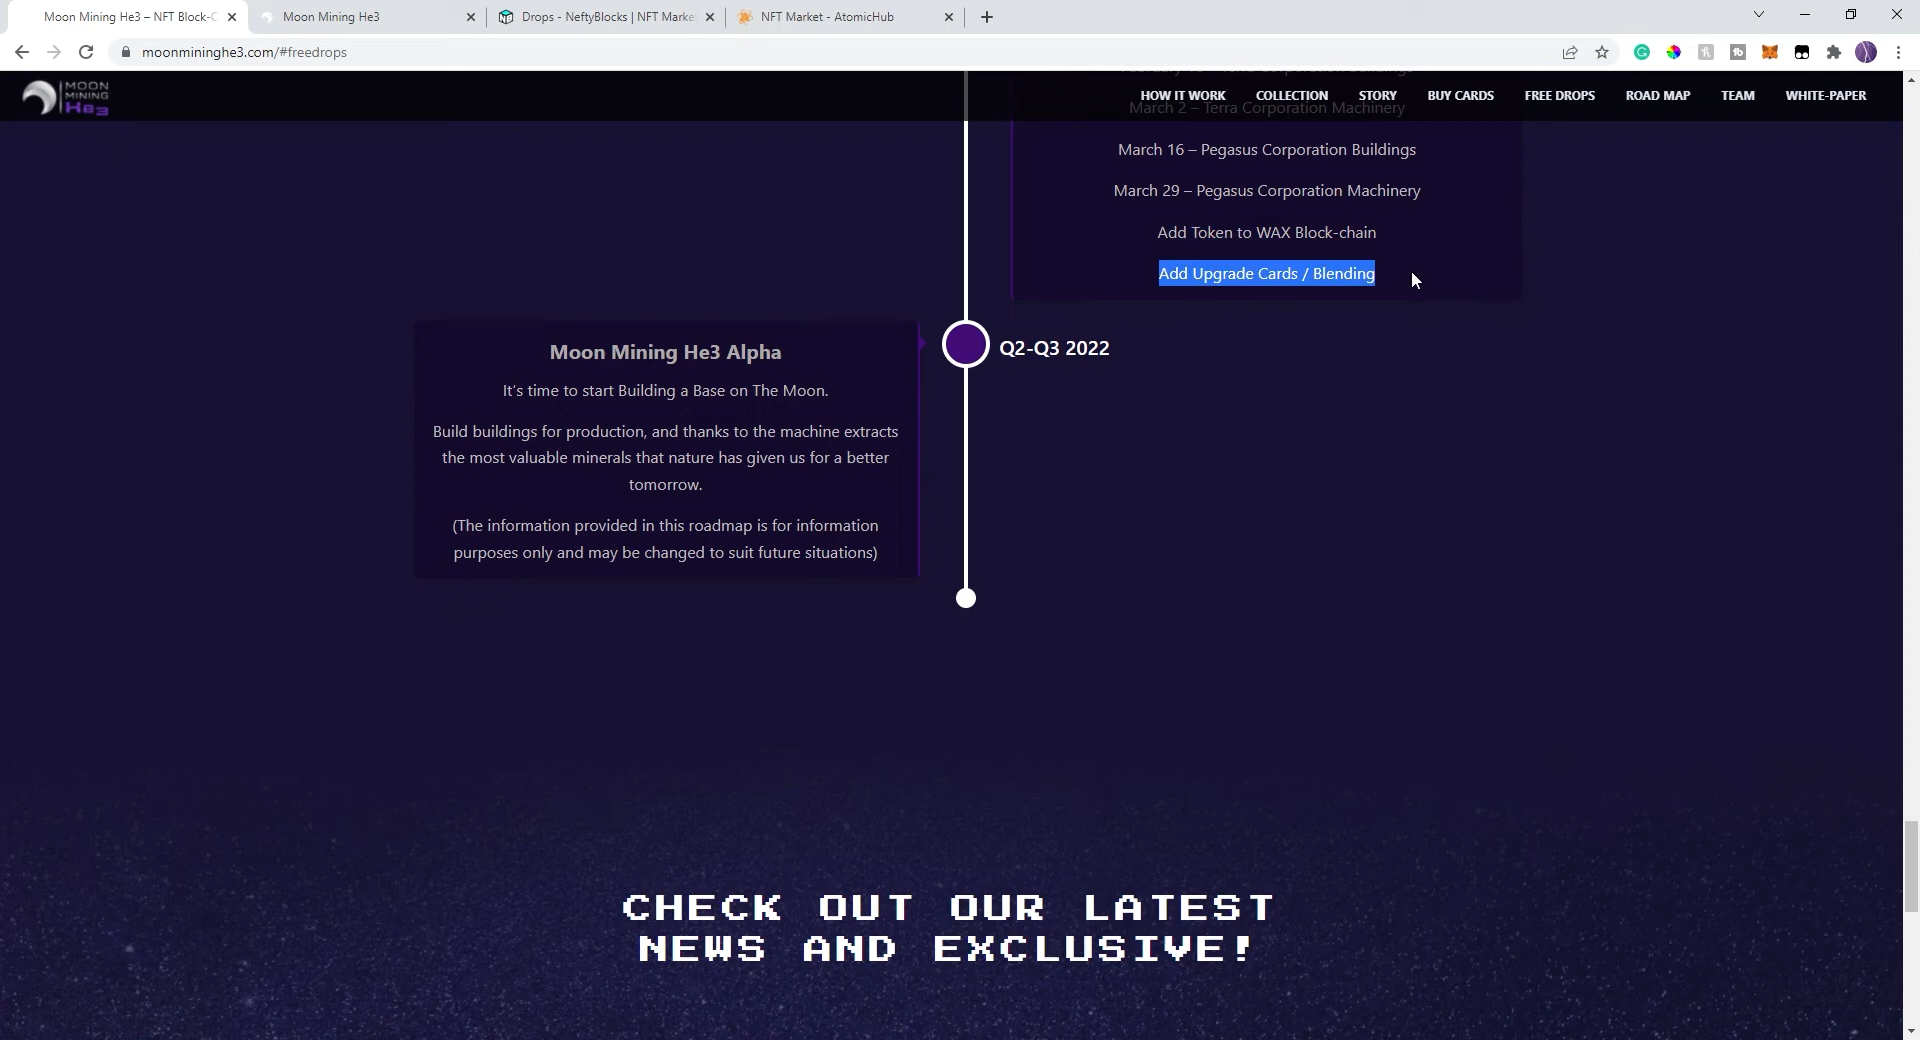 Moon Mining He3 – NFT Block-C
Moon Mining He3
Drops - NeftyBlocks | NFT Marke
NFT Market - AtomicHub
moonmininghe3.com/#freedrops
MOON
MINING
He3
HOW IT WORK
COLLECTION
STORY
BUY CARDS
FREE DROPS
ROAD MAP
TEAM
WHITE-PAPER
March 2 – Terra Corporation Machinery
March 16 – Pegasus Corporation Buildings
March 29 – Pegasus Corporation Machinery
Add Token to WAX Block-chain
Add Upgrade Cards / Blending
Q2-Q3 2022
Moon Mining He3 Alpha
It’s time to start Building a Base on The Moon.
Build buildings for production, and thanks to the machine extracts
the most valuable minerals that nature has given us for a better
tomorrow.
(The information provided in this roadmap is for information
purposes only and may be changed to suit future situations)
CHECK OUT OUR LATEST
NEWS AND EXCLUSIVE!